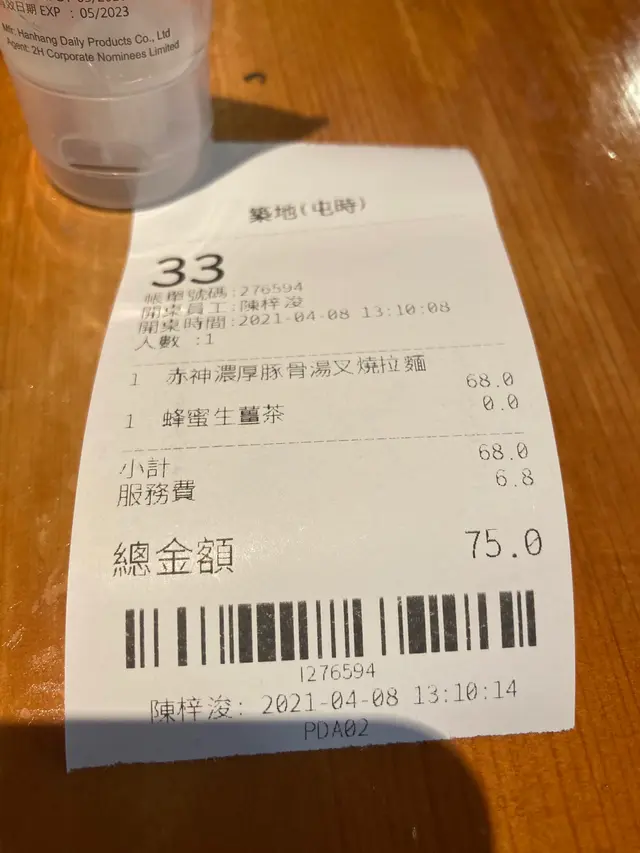 有效日期 EXP : 05/2023
Mfr: Hanhang Daily Products Co., Ltd
Agent: 2H Corporate Nominees Limited
築地(屯時)
33
帳單號碼:276594
開桌員工:陳梓浚
開桌時間:2021-04-08 13:10:08
人數 :1
1 赤神濃厚豚骨湯叉燒拉麵 68.0
1 蜂蜜生薑茶 0.0
小計 68.0
服務費 6.8
總金額 75.0
I276594
陳梓浚: 2021-04-08 13:10:14
PDA02